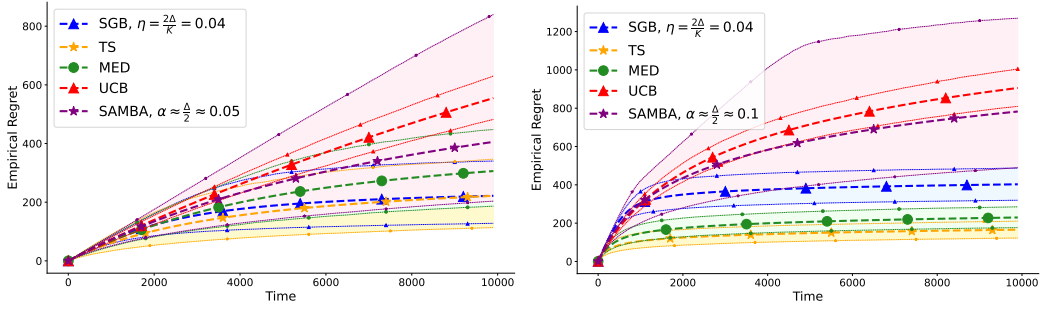 800
600
400
200
0
Empirical Regret
SGB, η = 2Δ/K = 0.04
TS
MED
UCB
SAMBA, α ≈ Δ/2 ≈ 0.05
0 2000 4000 6000 8000 10000
Time
1200
1000
800
600
400
200
0
Empirical Regret
SGB, η = 2Δ/K = 0.04
TS
MED
UCB
SAMBA, α ≈ Δ/2 ≈ 0.1
0 2000 4000 6000 8000 10000
Time